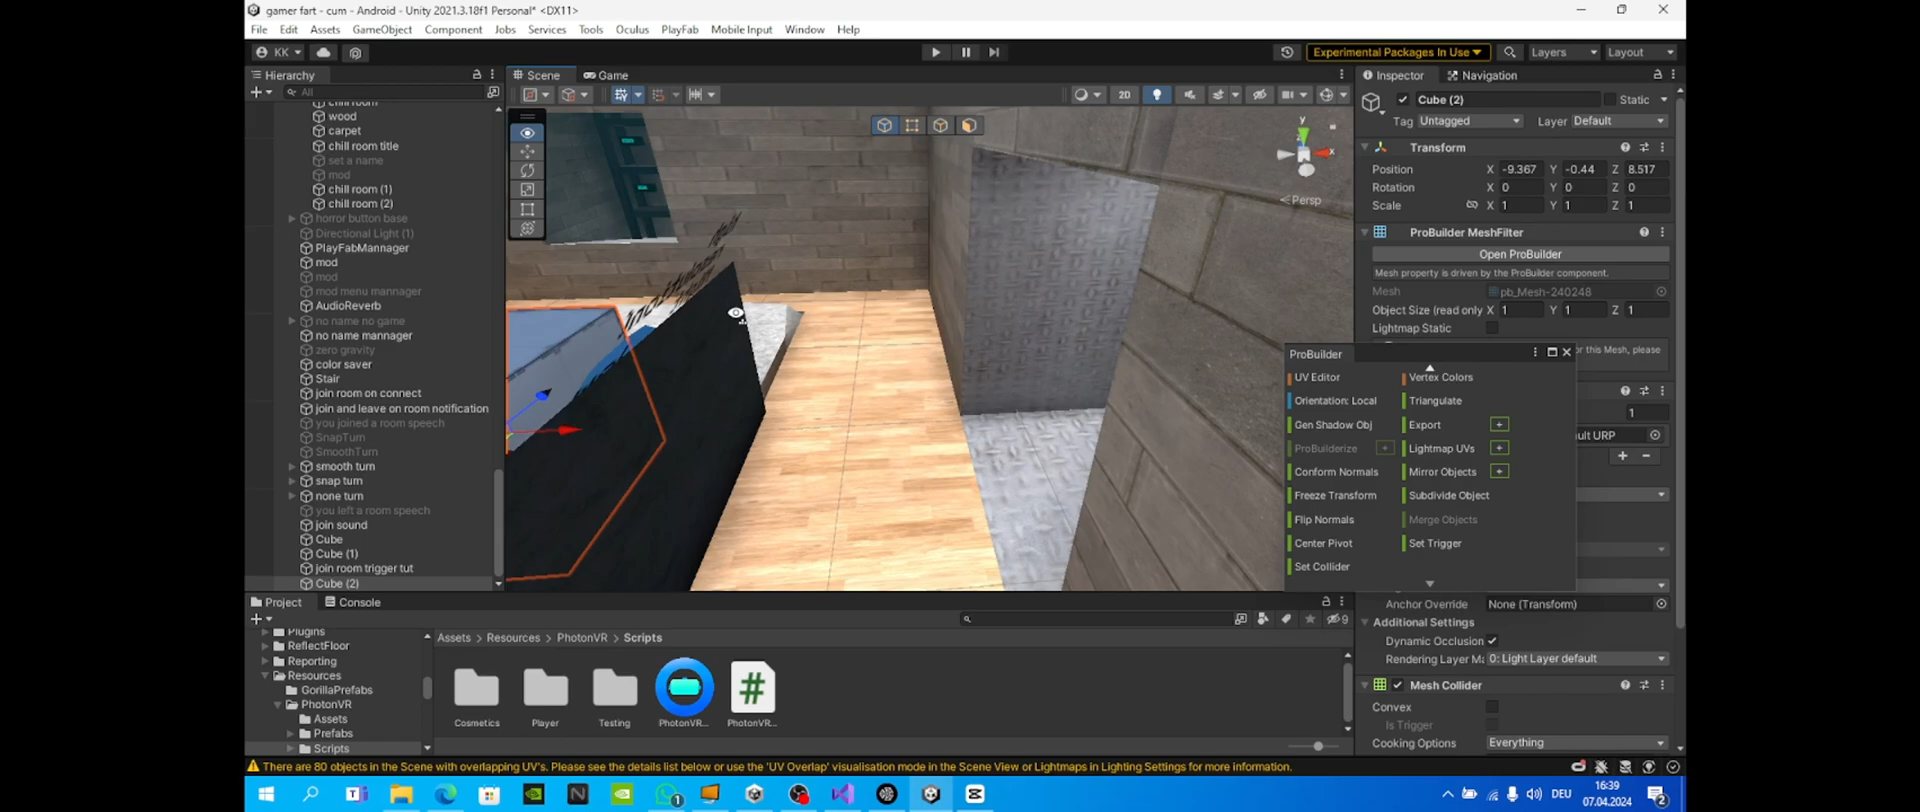 gamer fart - cum - Android - Unity 2021.3.18f1 Personal* <DX11>
File Edit Assets GameObject Component Jobs Services Tools Oculus PlayFab Mobile Input Window Help
KK Experimental Packages In Use Layers Layout
Hierarchy Scene Game Inspector Navigation
All 2D
Cube (2) Static
Tag Untagged Layer Default
chill room
wood
carpet
chill room title
set a name
mod
chill room (1)
chill room (2)
horror button base
Directional Light (1)
PlayFabMannager
mod
mod
mod menu mannager
AudioReverb
no name no game
no name mannager
zero gravity
color saver
Stair
join room on connect
join and leave on room notification
you joined a room speech
SnapTurn
SmoothTurn
smooth turn
snap turn
none turn
you left a room speech
join sound
Cube
Cube (1)
join room trigger tut
Cube (2)
y
x
Persp
Transform
Position X -9.367 Y -0.44 Z 8.517
Rotation X 0 Y 0 Z 0
Scale X 1 Y 1 Z 1
ProBuilder MeshFilter
Open ProBuilder
Mesh property is driven by the ProBuilder component.
Mesh pb_Mesh-240248
Object Size (read only X 1 Y 1 Z 1
Lightmap Static
for this Mesh, please
ProBuilder
UV Editor Vertex Colors
Orientation: Local Triangulate
Gen Shadow Obj Export +
ProBuilderize + Lightmap UVs +
Conform Normals Mirror Objects +
Freeze Transform Subdivide Object
Flip Normals Merge Objects
Center Pivot Set Trigger
Set Collider
1
ult URP
Anchor Override None (Transform)
Additional Settings
Dynamic Occlusion
Rendering Layer Ma 0: Light Layer default
Mesh Collider
Convex
Is Trigger
Cooking Options Everything
Project Console
9
Plugins
ReflectFloor
Reporting
Resources
GorillaPrefabs
PhotonVR
Assets
Prefabs
Scripts
Assets > Resources > PhotonVR > Scripts
Cosmetics Player Testing PhotonVR... PhotonVR...
There are 80 objects in the Scene with overlapping UV's. Please see the details list below or use the 'UV Overlap' visualisation mode in the Scene View or Lightmaps in Lighting Settings for more information.
1 DEU 16:39
07.04.2024 2